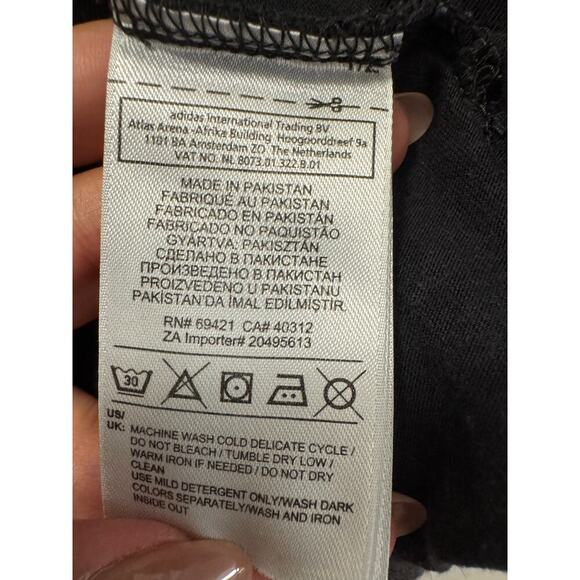 adidas International Trading BV
Atlas Arena -Afrika Building Hoogoorddreef 9a
1101 BA Amsterdam ZO The Netherlands
VAT NO. NL 8073.01.322.B.01
MADE IN PAKISTAN
FABRIQUÉ AU PAKISTAN
FABRICADO EN PAKISTÁN
FABRICADO NO PAQUISTÃO
GYÁRTVA: PAKISZTÁN
СДЕЛАНО В ПАКИСТАНЕ
ПРОИЗВЕДЕНО В ПАКИСТАН
PROIZVEDENO U PAKISTANU
PAKİSTAN'DA İMAL EDİLMİŞTİR.
RN# 69421 CA# 40312
ZA Importer# 20495613
30
US/
UK: MACHINE WASH COLD DELICATE CYCLE /
DO NOT BLEACH / TUMBLE DRY LOW /
WARM IRON IF NEEDED / DO NOT DRY
CLEAN
USE MILD DETERGENT ONLY/WASH DARK
COLORS SEPARATELY/WASH AND IRON
INSIDE OUT